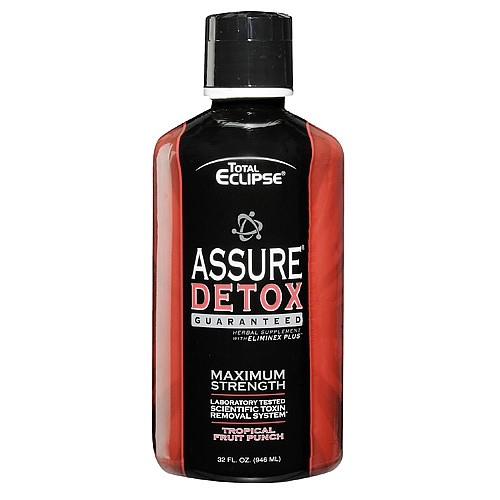 TOTAL
ECLIPSE®
ASSURE®
DETOX
GUARANTEED
HERBAL SUPPLEMENT
WITH ELIMINEX PLUS™
MAXIMUM
STRENGTH
LABORATORY TESTED
SCIENTIFIC TOXIN
REMOVAL SYSTEM*
TROPICAL
FRUIT PUNCH
32 FL. OZ. (946 ML)